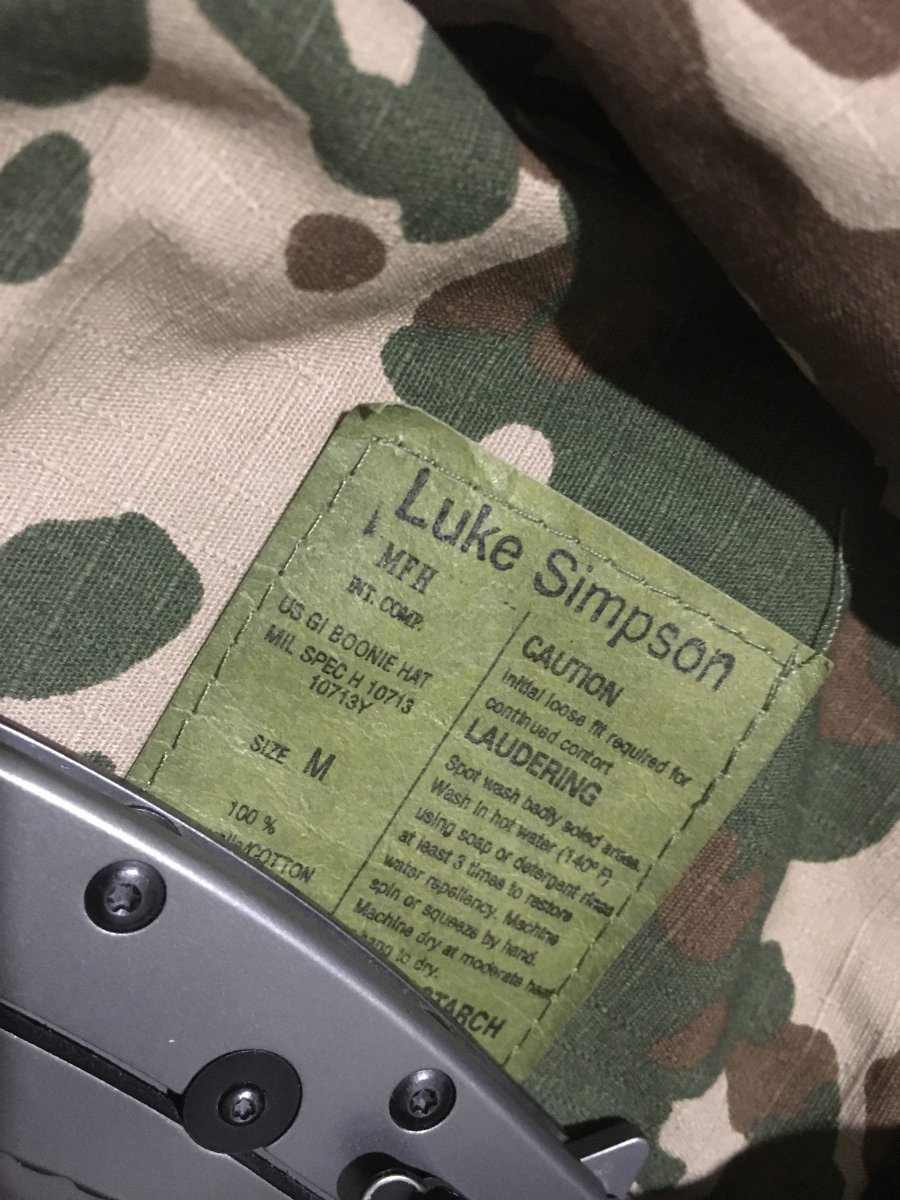 Luke Simpson
MFH
INT. COMP.
US GI BOONIE HAT
MIL SPEC H 10713
10713Y
SIZE M
100 %
COTTON
CAUTION
initial loose fit required for
continued contort
LAUDERING
Spot wash badly soled areas.
Wash in hot water (140° F)
using soap or detergent rinse
at least 3 times to restore
water repellency. Machine
spin or squeeze by hand.
Machine dry at moderate heat
hang to dry.
STARCH